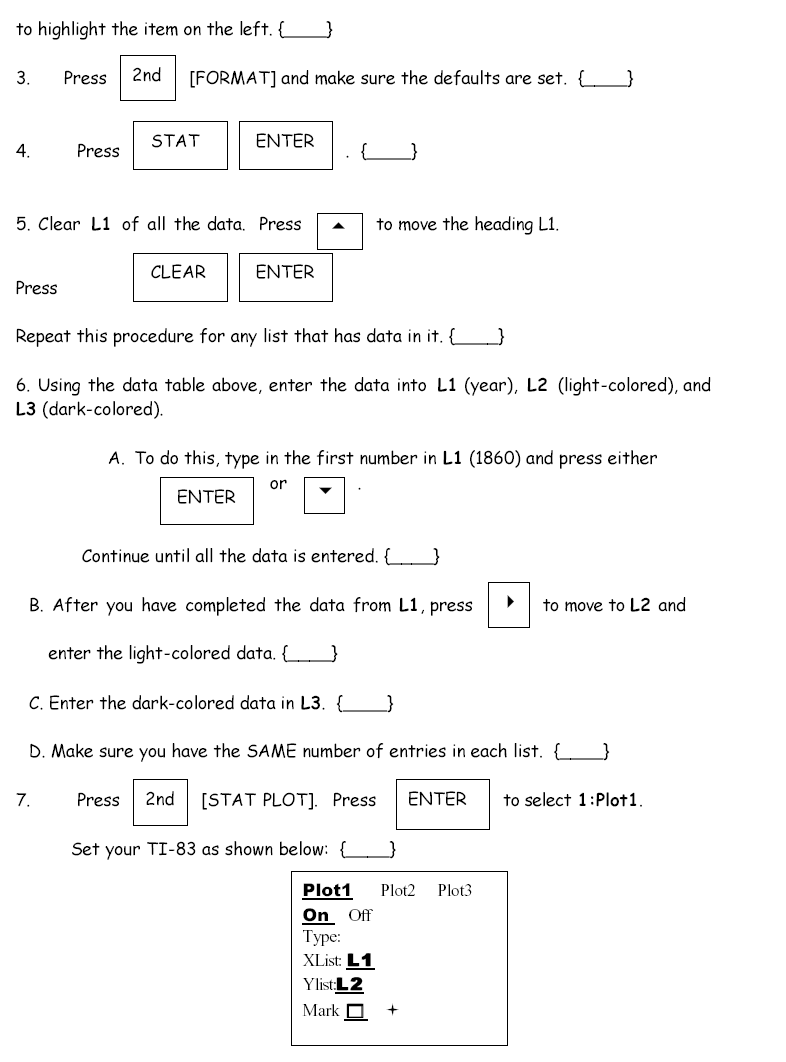 to highlight the item on the left. {____}
3. Press 2nd [FORMAT] and make sure the defaults are set. {____}
4. Press STAT ENTER . {____}
5. Clear L1 of all the data. Press ▲ to move the heading L1.
Press CLEAR ENTER
Repeat this procedure for any list that has data in it. {____}
6. Using the data table above, enter the data into L1 (year), L2 (light-colored), and
L3 (dark-colored).
A. To do this, type in the first number in L1 (1860) and press either
ENTER or ▼ .
Continue until all the data is entered. {____}
B. After you have completed the data from L1, press ▶ to move to L2 and
enter the light-colored data. {____}
C. Enter the dark-colored data in L3. {____}
D. Make sure you have the SAME number of entries in each list. {____}
7. Press 2nd [STAT PLOT]. Press ENTER to select 1:Plot1.
Set your TI-83 as shown below: {____}
Plot1 Plot2 Plot3
On Off
Type:
XList: L1
Ylist:L2
Mark □ +